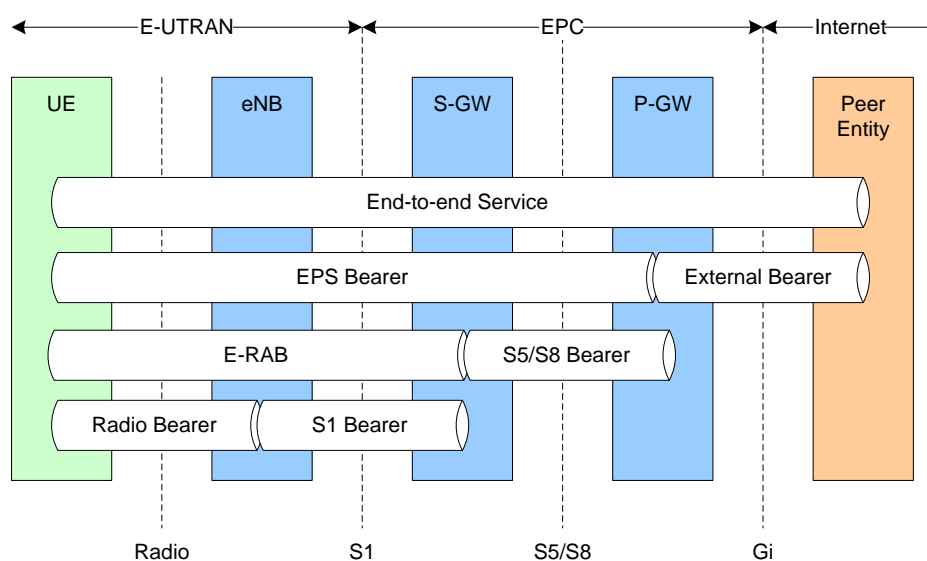 E-UTRAN EPC Internet
UE eNB S-GW P-GW Peer
Entity
End-to-end Service
EPS Bearer External Bearer
E-RAB S5/S8 Bearer
Radio Bearer S1 Bearer
Radio S1 S5/S8 Gi